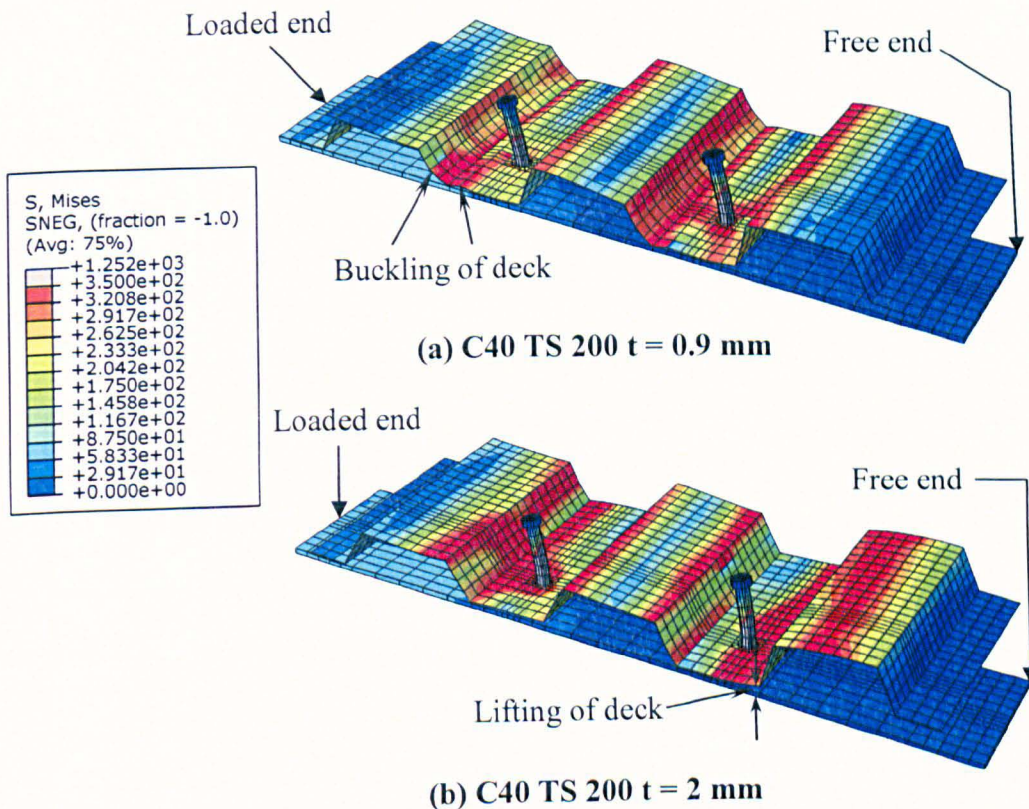 Loaded end
Free end
S, Mises
SNEG, (fraction = -1.0)
(Avg: 75%)
+1.252e+03
+3.500e+02
+3.208e+02
+2.917e+02
+2.625e+02
+2.333e+02
+2.042e+02
+1.750e+02
+1.458e+02
+1.167e+02
+8.750e+01
+5.833e+01
+2.917e+01
+0.000e+00
Buckling of deck
(a) C40 TS 200 t = 0.9 mm
Loaded end
Free end
Lifting of deck
(b) C40 TS 200 t = 2 mm